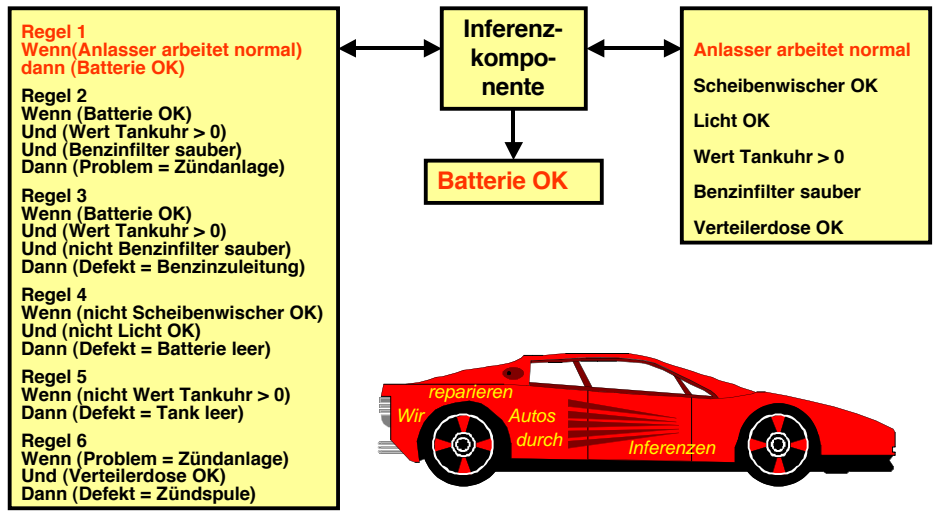 Regel 1
Wenn(Anlasser arbeitet normal)
dann (Batterie OK)
Regel 2
Wenn (Batterie OK)
Und (Wert Tankuhr > 0)
Und (Benzinfilter sauber)
Dann (Problem = Zündanlage)
Regel 3
Wenn (Batterie OK)
Und (Wert Tankuhr > 0)
Und (nicht Benzinfilter sauber)
Dann (Defekt = Benzinzuleitung)
Regel 4
Wenn (nicht Scheibenwischer OK)
Und (nicht Licht OK)
Dann (Defekt = Batterie leer)
Regel 5
Wenn (nicht Wert Tankuhr > 0)
Dann (Defekt = Tank leer)
Regel 6
Wenn (Problem = Zündanlage)
Und (Verteilerdose OK)
Dann (Defekt = Zündspule)
Inferenz-
kompo-
nente
Batterie OK
Anlasser arbeitet normal
Scheibenwischer OK
Licht OK
Wert Tankuhr > 0
Benzinfilter sauber
Verteilerdose OK
Wir
reparieren
Autos
durch
Inferenzen